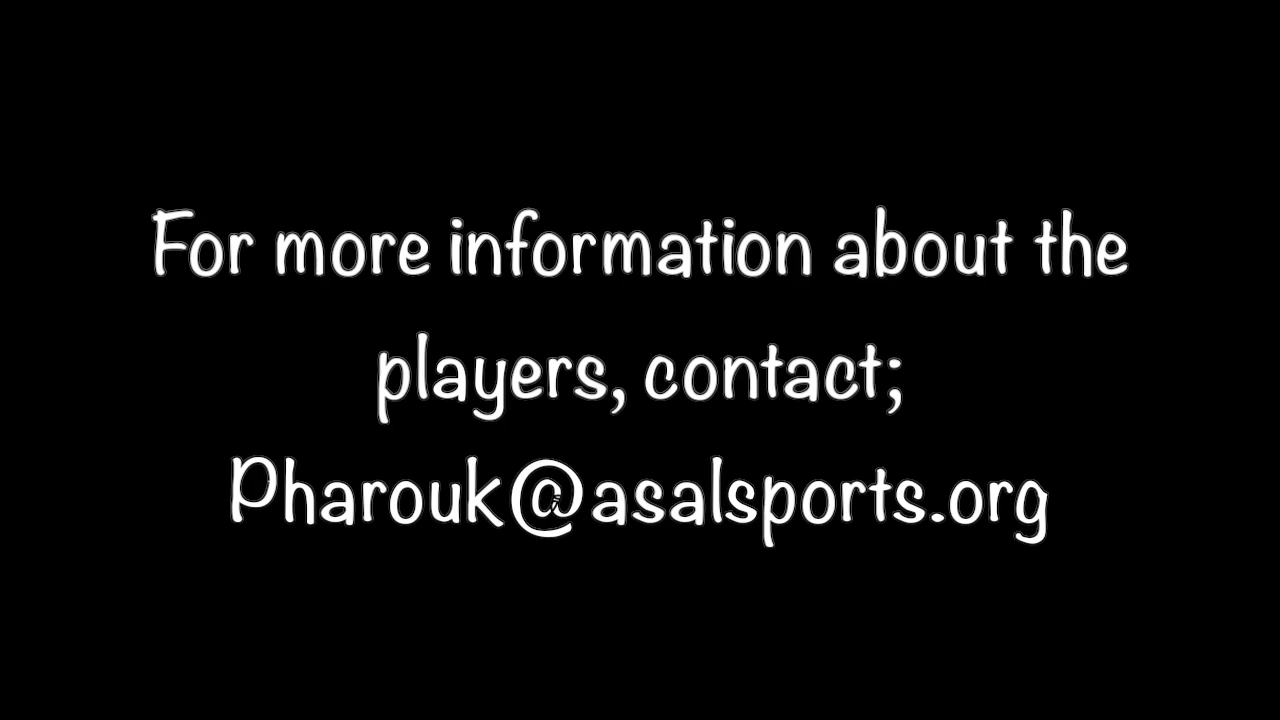 For more information about the
players, contact;
Pharouk@asalsports.org